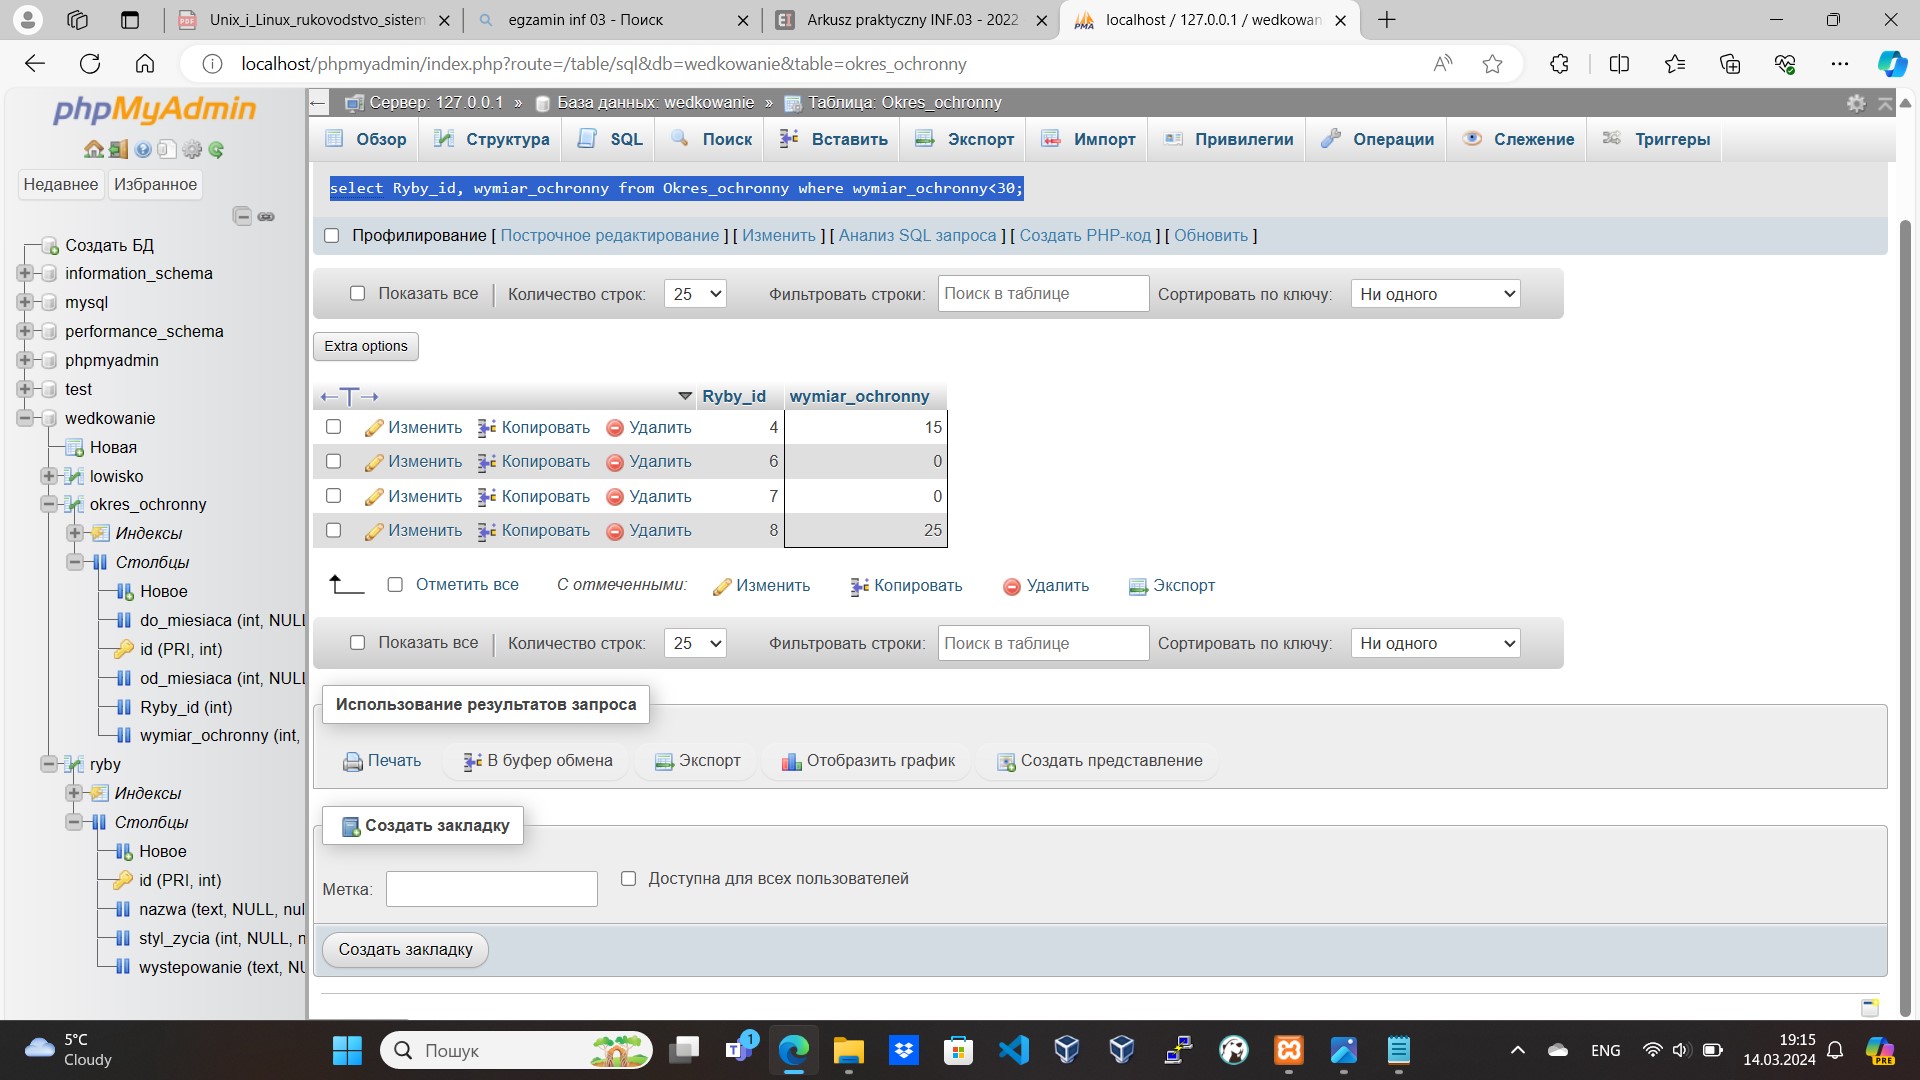 Unix_i_Linux_rukovodstvo_sistem
egzamin inf 03 - Поиск
Arkusz praktyczny INF.03 - 2022
localhost / 127.0.0.1 / wedkowan
localhost/phpmyadmin/index.php?route=/table/sql&db=wedkowanie&table=okres_ochronny
phpMyAdmin
Недавнее Избранное
Создать БД
information_schema
mysql
performance_schema
phpmyadmin
test
wedkowanie
Новая
lowisko
okres_ochronny
Индексы
Столбцы
Новое
do_miesiaca (int, NULL
id (PRI, int)
od_miesiaca (int, NULL
Ryby_id (int)
wymiar_ochronny (int,
ryby
Индексы
Столбцы
Новое
id (PRI, int)
nazwa (text, NULL, nul
styl_zycia (int, NULL, n
wystepowanie (text, NU
Сервер: 127.0.0.1 » База данных: wedkowanie » Таблица: Okres_ochronny
Обзор Структура SQL Поиск Вставить Экспорт Импорт Привилегии Операции Слежение Триггеры
select Ryby_id, wymiar_ochronny from Okres_ochronny where wymiar_ochronny<30;
Профилирование [ Построчное редактирование ] [ Изменить ] [ Анализ SQL запроса ] [ Создать PHP-код ] [ Обновить ]
Показать все | Количество строк: 25 Фильтровать строки: Поиск в таблице Сортировать по ключу: Ни одного
Extra options
←T→ Ryby_id wymiar_ochronny
Изменить Копировать Удалить 4 15
Изменить Копировать Удалить 6 0
Изменить Копировать Удалить 7 0
Изменить Копировать Удалить 8 25
Отметить все С отмеченными: Изменить Копировать Удалить Экспорт
Показать все | Количество строк: 25 Фильтровать строки: Поиск в таблице Сортировать по ключу: Ни одного
Использование результатов запроса
Печать В буфер обмена Экспорт Отобразить график Создать представление
Создать закладку
Метка: Доступна для всех пользователей
Создать закладку
5°C
Cloudy
Пошук
1
ENG
19:15
14.03.2024
PRE